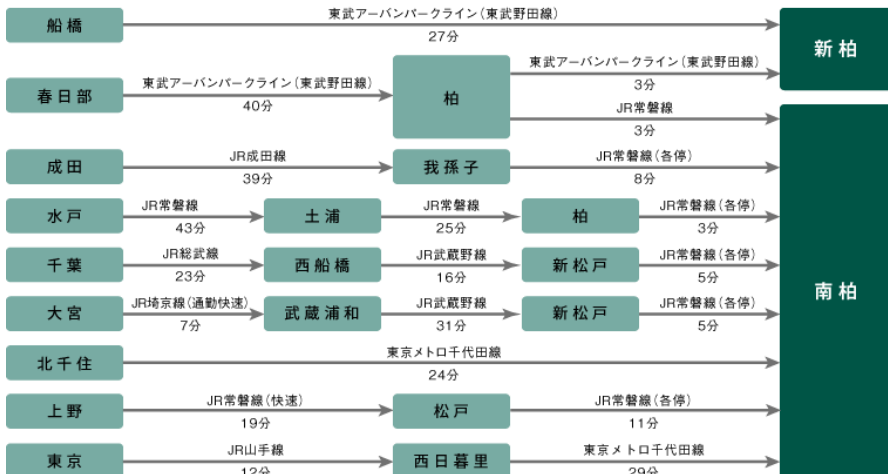 船橋
東武アーバンパークライン(東武野田線)
27分
新柏
春日部
東武アーバンパークライン(東武野田線)
40分
柏
東武アーバンパークライン(東武野田線)
3分
JR常磐線
3分
成田
JR成田線
39分
我孫子
JR常磐線(各停)
8分
水戸
JR常磐線
43分
土浦
JR常磐線
25分
柏
JR常磐線(各停)
3分
千葉
JR総武線
23分
西船橋
JR武蔵野線
16分
新松戸
JR常磐線(各停)
5分
南柏
大宮
JR埼京線(通勤快速)
7分
武蔵浦和
JR武蔵野線
31分
新松戸
JR常磐線(各停)
5分
北千住
東京メトロ千代田線
24分
上野
JR常磐線(快速)
19分
松戸
JR常磐線(各停)
11分
東京
JR山手線
12分
西日暮里
東京メトロ千代田線
29分